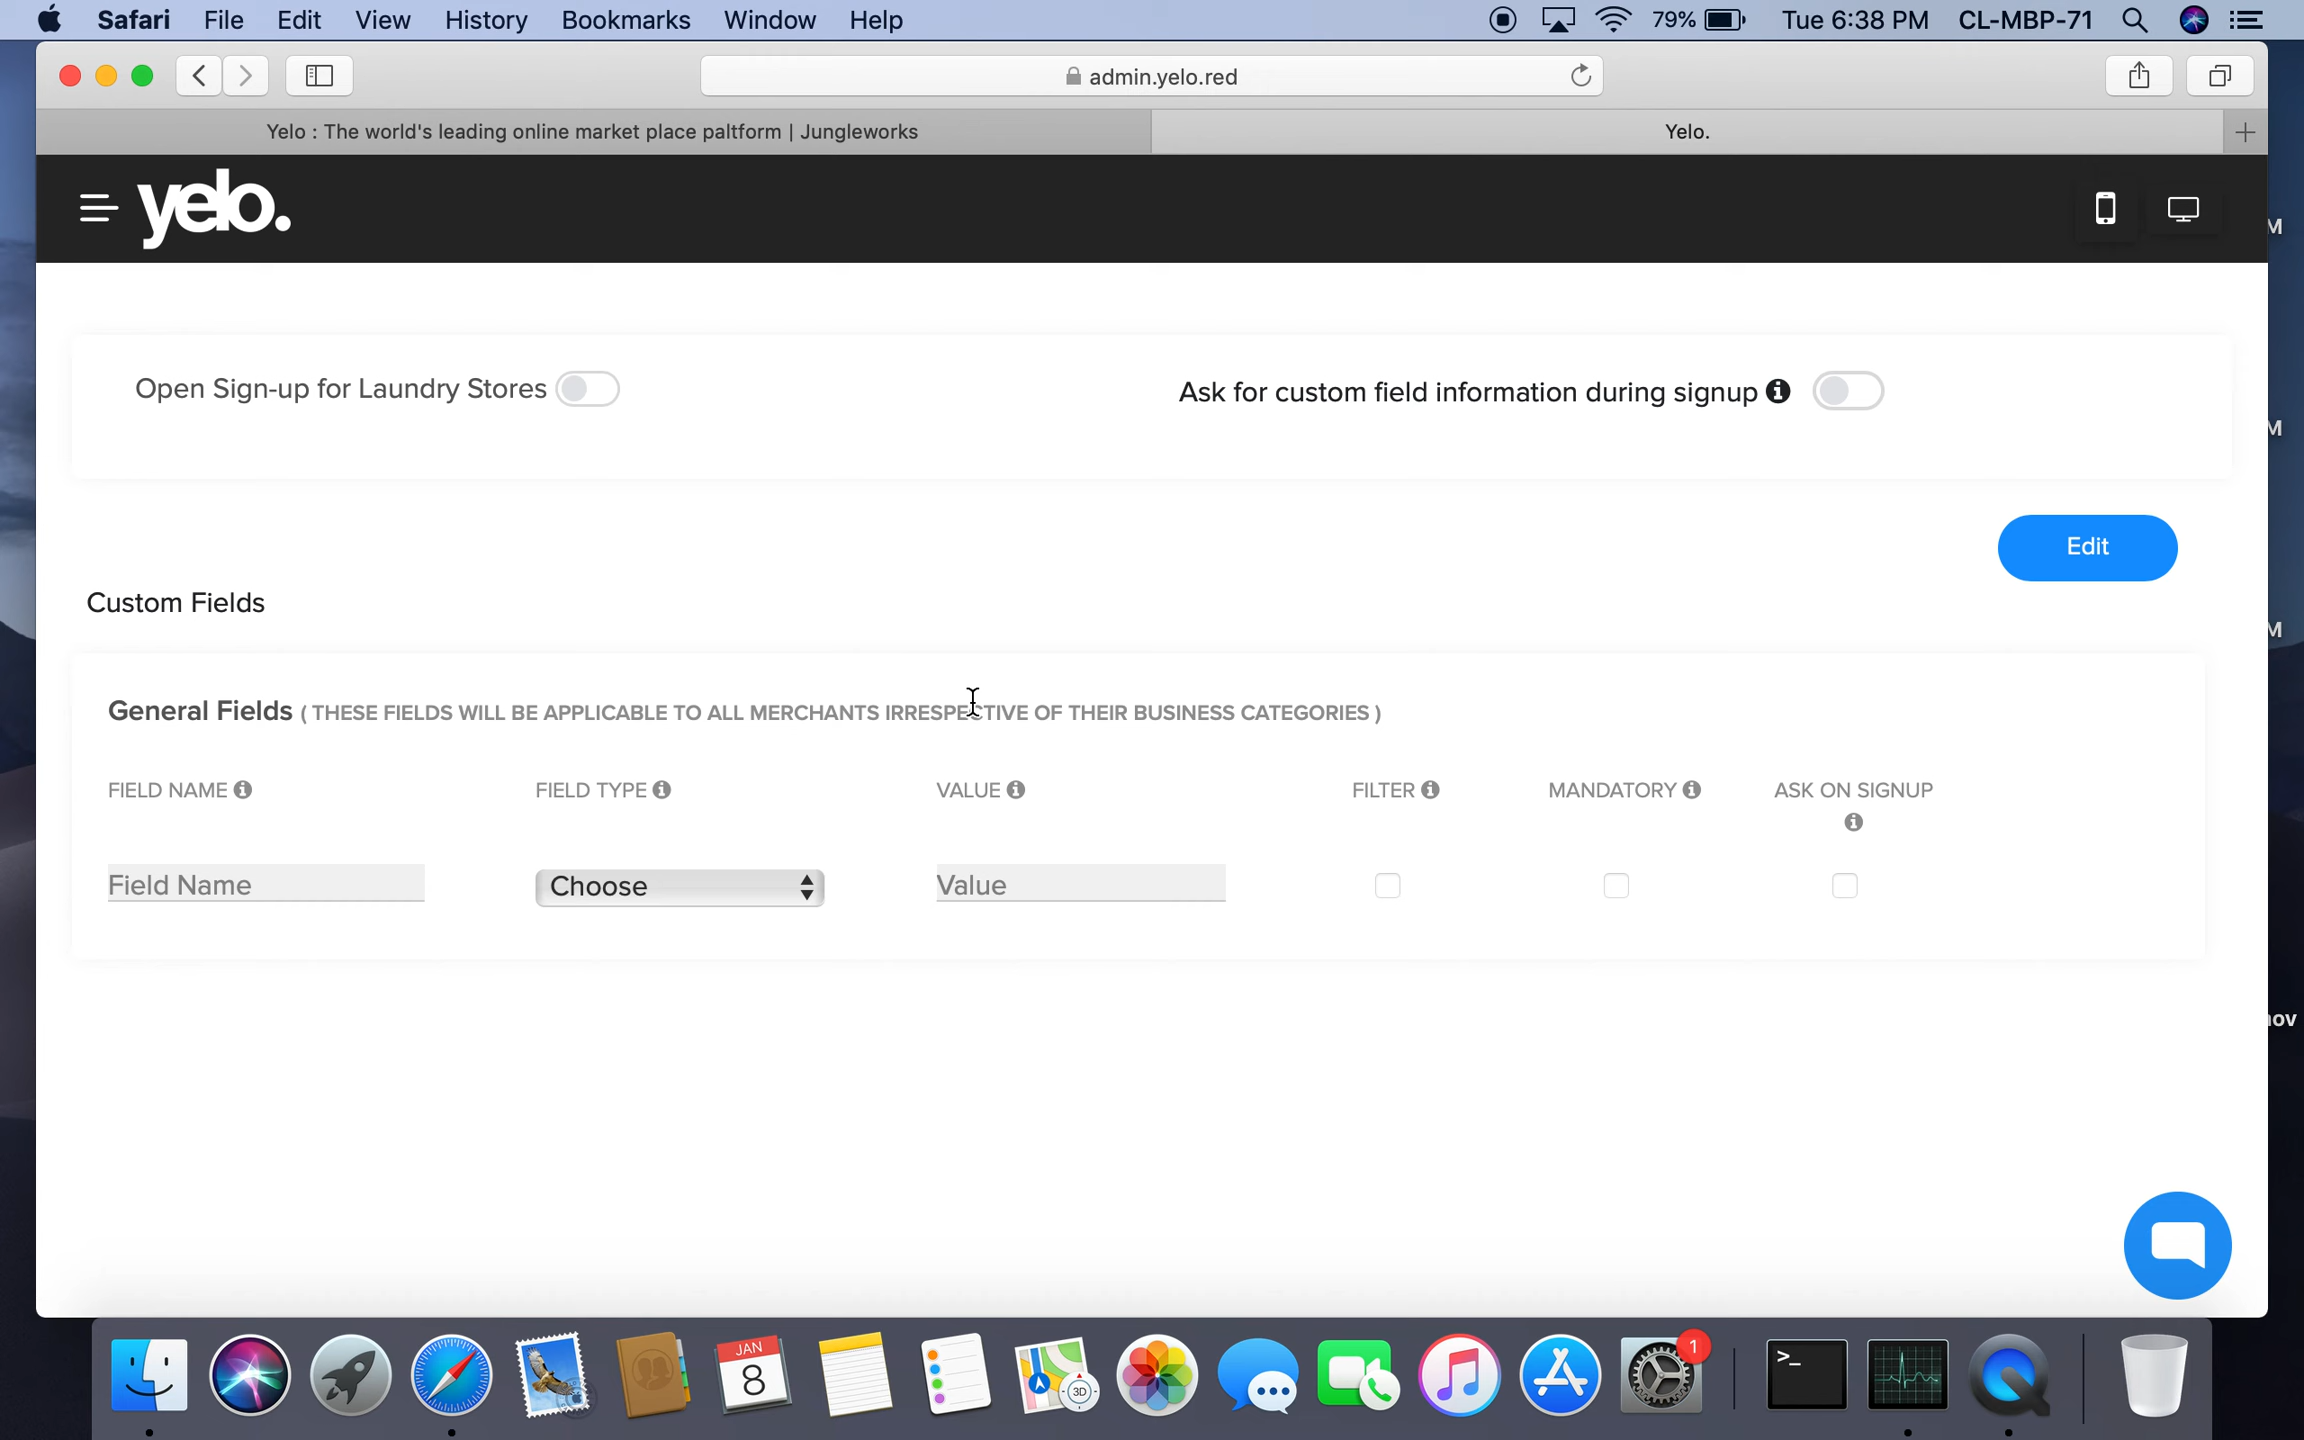 Safari File Edit View History Bookmarks Window Help 79% Tue 6:38 PM CL-MBP-71
admin.yelo.red
Yelo : The world's leading online market place paltform | Jungleworks Yelo.
yelo.
M
Open Sign-up for Laundry Stores Ask for custom field information during signup
M
Edit
Custom Fields
M
General Fields ( THESE FIELDS WILL BE APPLICABLE TO ALL MERCHANTS IRRESPECTIVE OF THEIR BUSINESS CATEGORIES )
FIELD NAME FIELD TYPE VALUE FILTER MANDATORY ASK ON SIGNUP
Field Name Choose Value
JAN
8
3D
1
>_